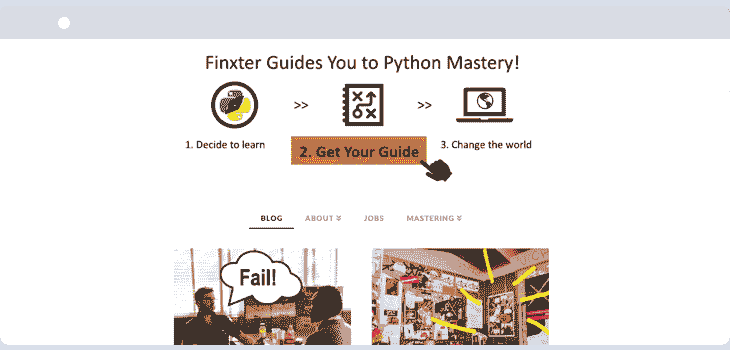 Finxter Guides You to Python Mastery!
>> >>
1. Decide to learn
2. Get Your Guide
3. Change the world
BLOG ABOUT JOBS MASTERING
Fail!